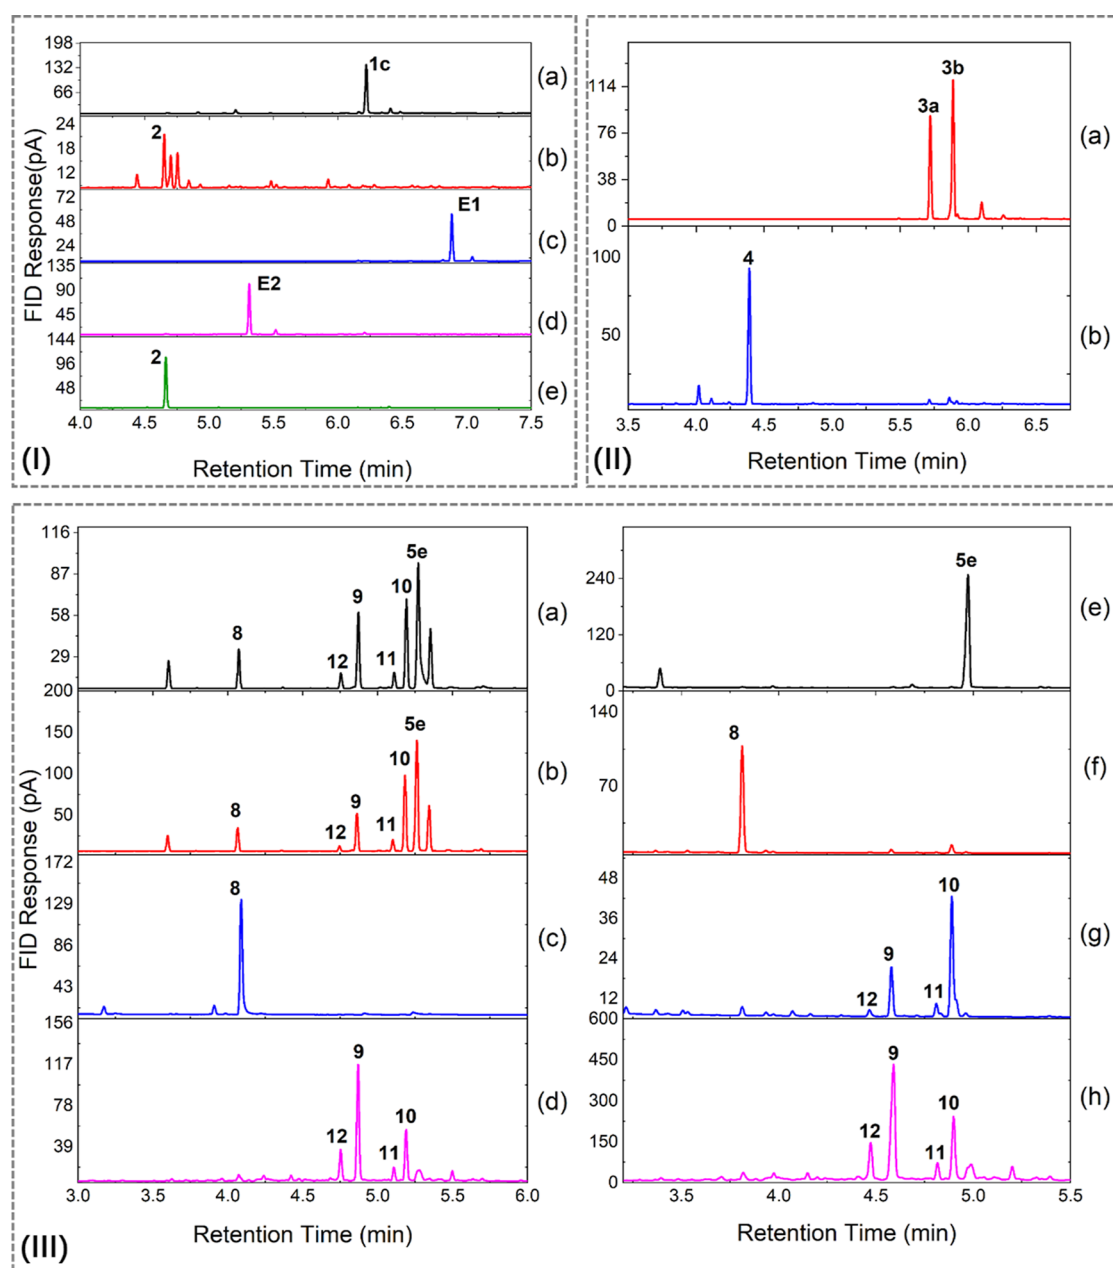 198
132
66
1c
(a)
24
18
12
2
(b)
72
48
24
E1
(c)
135
90
45
E2
(d)
144
96
48
2
(e)
4.0 4.5 5.0 5.5 6.0 6.5 7.0 7.5
FID Response(pA)
Retention Time (min)
(I)
114
76
38
0
3a
3b
(a)
100
50
4
(b)
3.5 4.0 4.5 5.0 5.5 6.0 6.5
Retention Time (min)
(II)
116
87
58
29
8
12
9
11
10
5e
(a)
200
150
100
50
8
12
9
11
10
5e
(b)
172
129
86
43
8
(c)
156
117
78
39
12
9
11
10
(d)
3.0 3.5 4.0 4.5 5.0 5.5 6.0
FID Response (pA)
Retention Time (min)
240
120
0
5e
(e)
140
70
8
(f)
48
36
24
12
12
9
11
10
(g)
600
450
300
150
0
12
9
11
10
(h)
3.5 4.0 4.5 5.0 5.5
Retention Time (min)
(III)